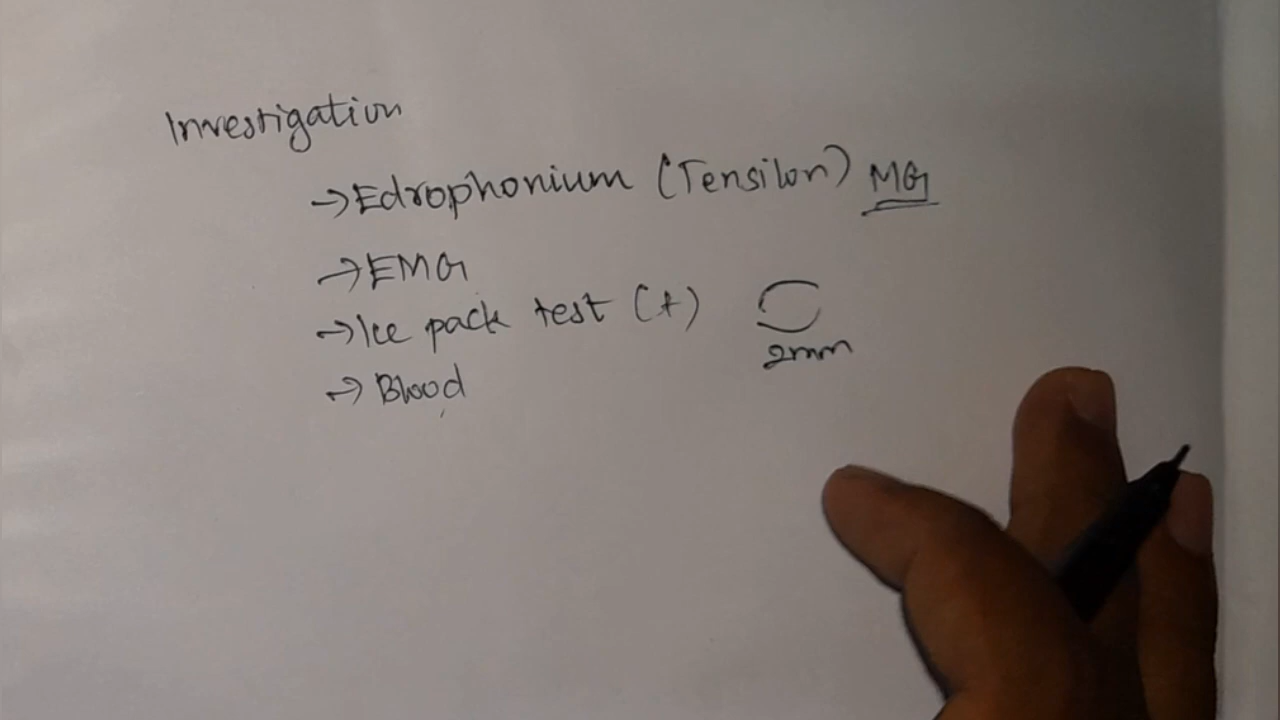 Investigation
→ Edrophonium (Tensilon) MG
→ EMG
→ Ice pack test (+)
2mm
→ Blood